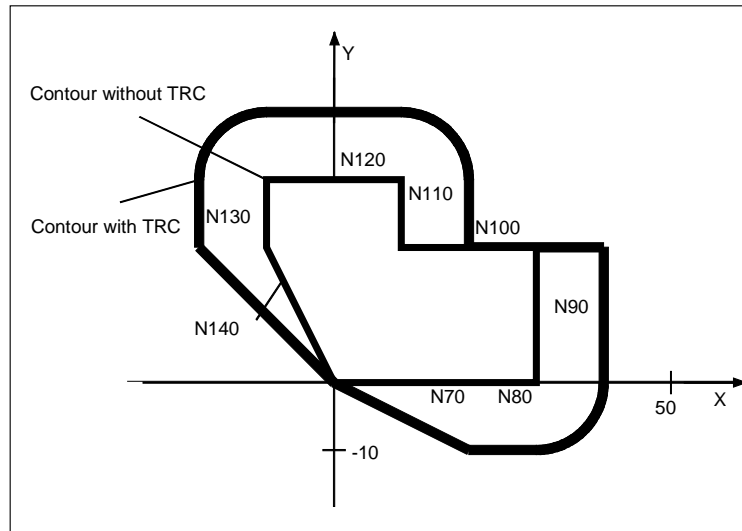 Y
Contour without TRC
N120
N110
N130
Contour with TRC
N100
N90
N140
N70
N80
50
X
-10